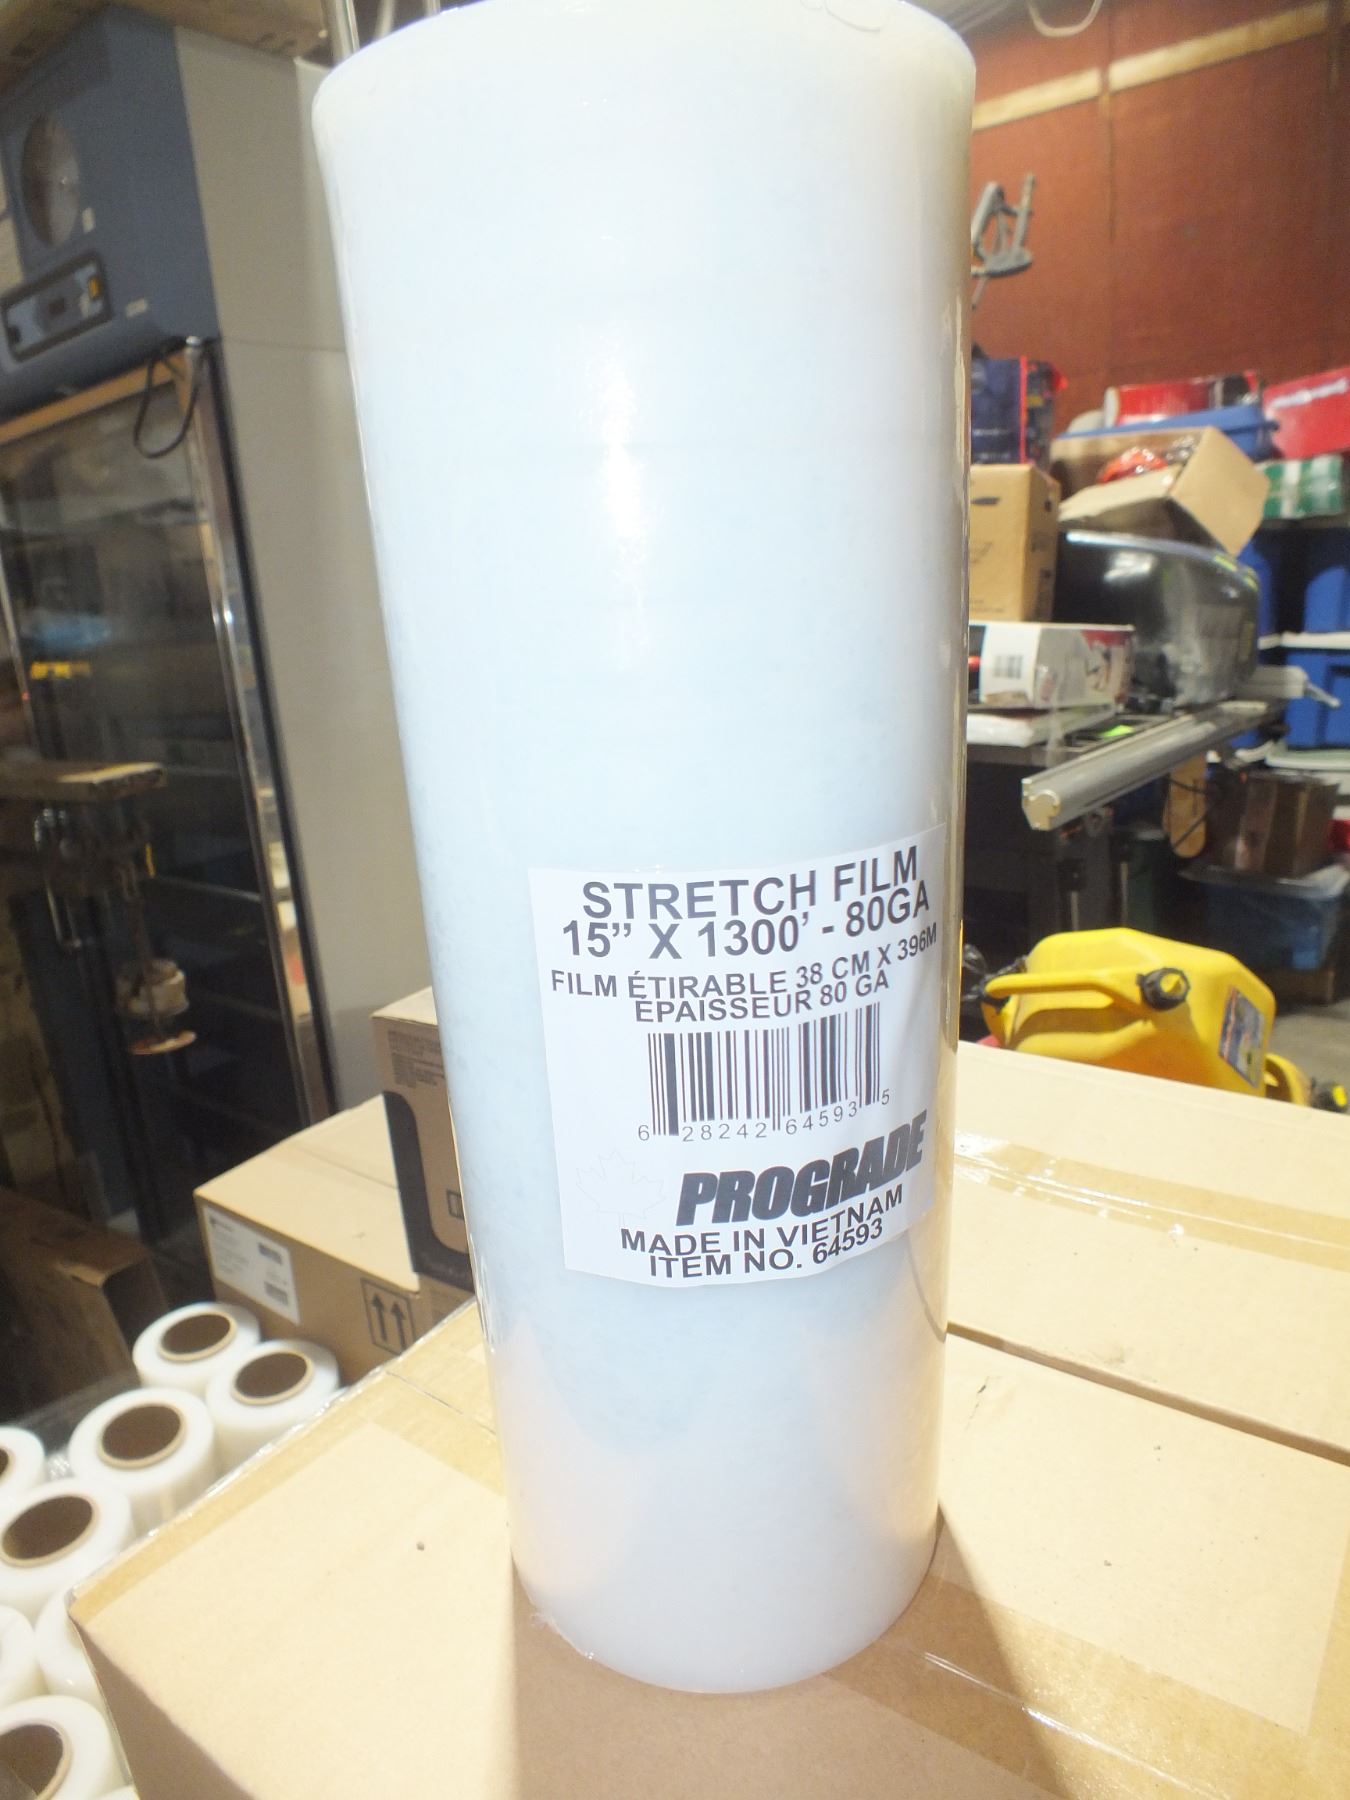 STRETCH FILM
15" X 1300' - 80GA
FILM ÉTIRABLE 38 CM X 396M
ÉPAISSEUR 80 GA
6 28242 64593 5
PROGRADE
MADE IN VIETNAM
ITEM NO. 64593